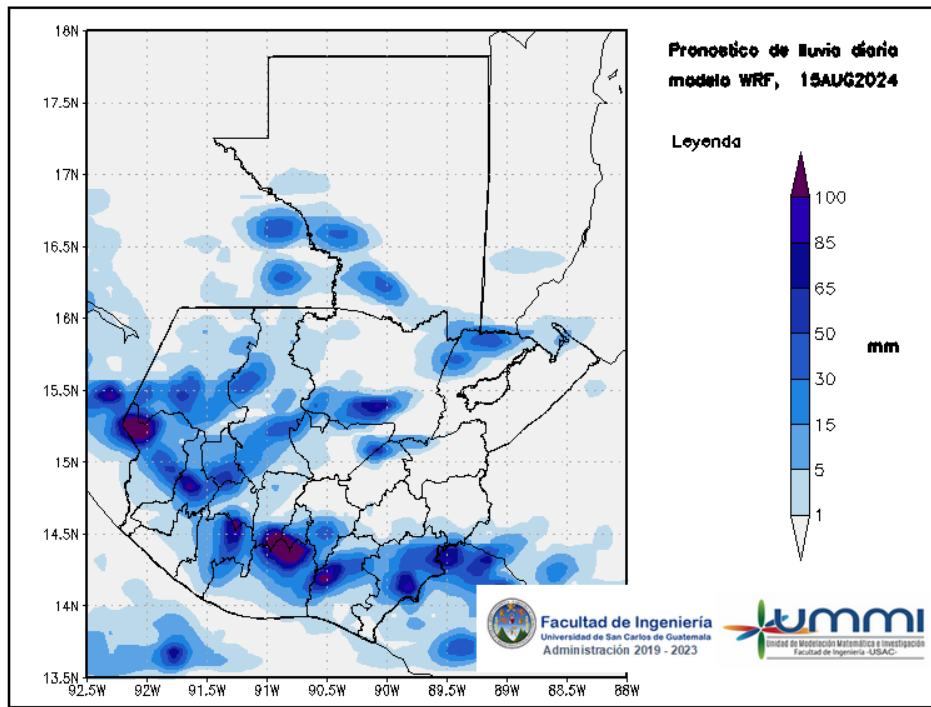 18N
17.5N
17N
16.5N
16N
15.5N
15N
14.5N
14N
13.5N
92.5W
92W
91.5W
91W
90.5W
90W
89.5W
89W
88.5W
88W
Pronostico de lluvia diaria
modelo WRF, 15AUG2024
Leyenda
100
85
65
50
30
15
5
1
mm
Facultad de Ingeniería
Universidad de San Carlos de Guatemala
Administración 2019 - 2023
UMMI
Unidad de Modelación Matemática e Investigación
Facultad de Ingeniería -USAC-